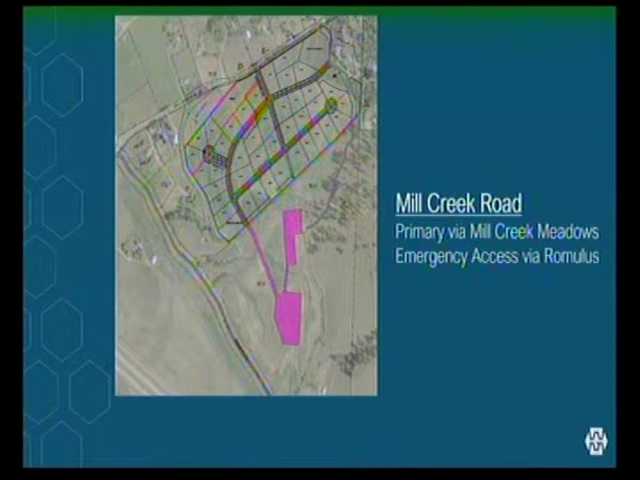 Mill Creek Road
Primary via Mill Creek Meadows
Emergency Access via Romulus